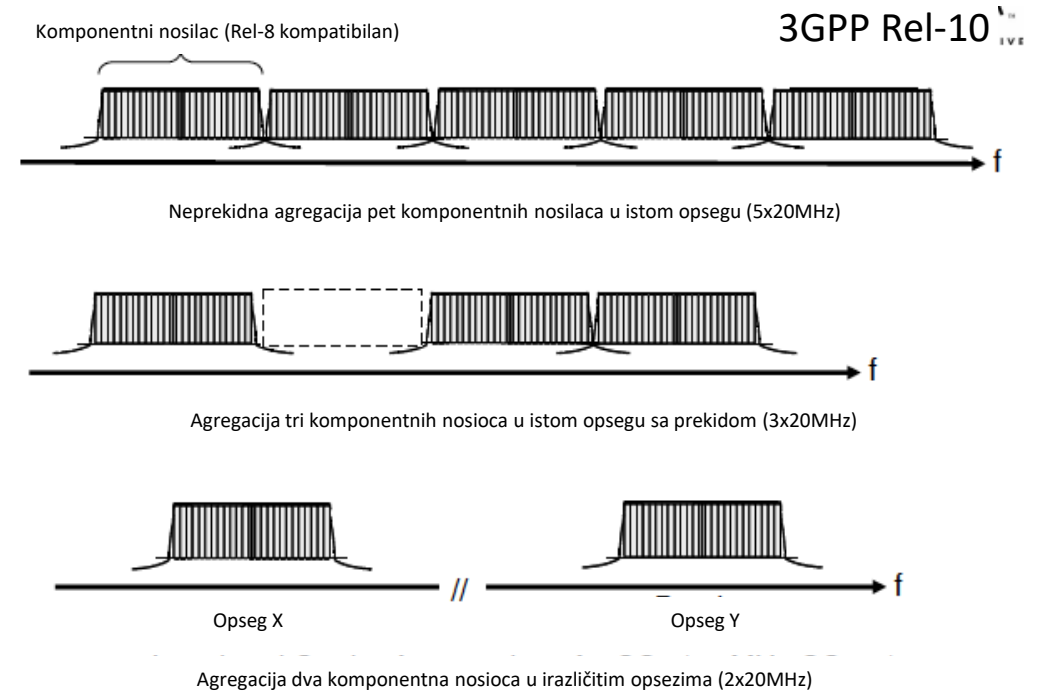 3GPP Rel-10
Komponentni nosilac (Rel-8 kompatibilan)
f
Neprekidna agregacija pet komponentnih nosilaca u istom opsegu (5x20MHz)
f
Agregacija tri komponentnih nosioca u istom opsegu sa prekidom (3x20MHz)
//
f
Opseg X Opseg Y
Agregacija dva komponentna nosioca u irazličitim opsezima (2x20MHz)